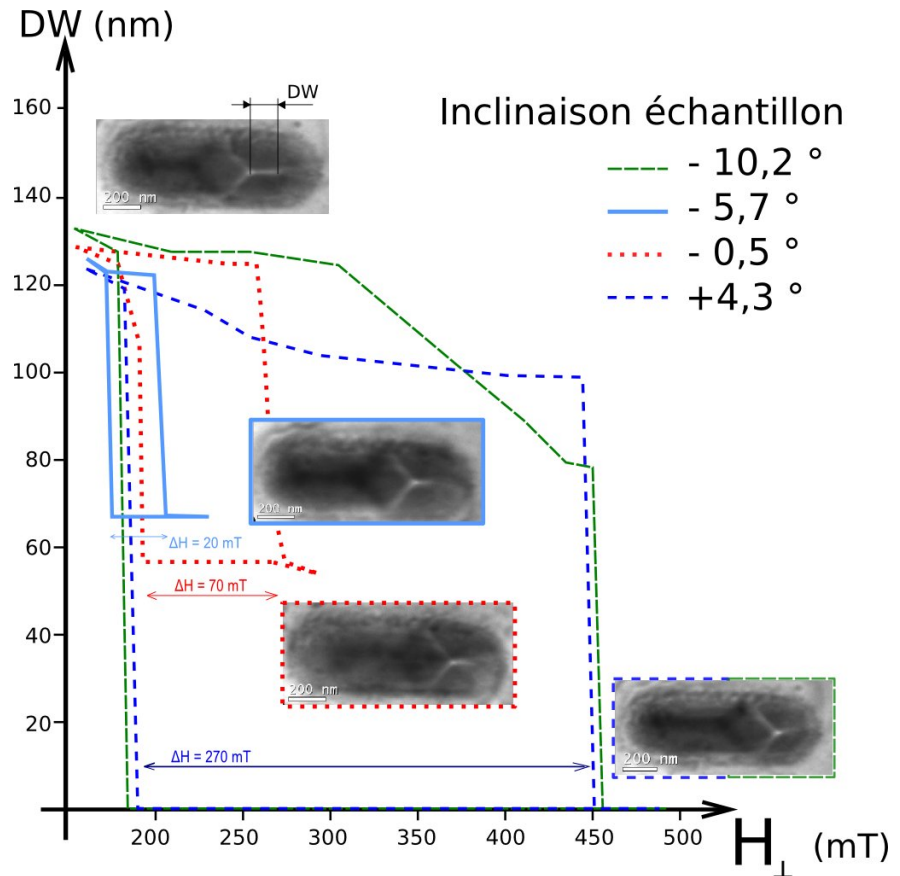 DW (nm)
DW
200 nm
Inclinaison échantillon
- 10,2 °
- 5,7 °
- 0,5 °
+4,3 °
160
140
120
100
80
60
40
20
200 nm
ΔH = 20 mT
ΔH = 70 mT
200 nm
ΔH = 270 mT
200 nm
200 250 300 350 400 450 500
H⊥ (mT)